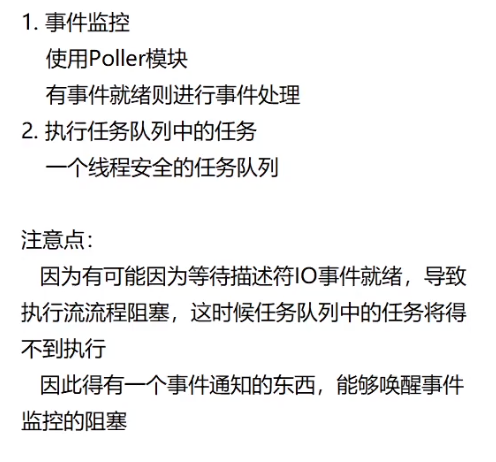 1. 事件监控
使用Poller模块
有事件就绪则进行事件处理
2. 执行任务队列中的任务
一个线程安全的任务队列
注意点：
因为有可能因为等待描述符IO事件就绪，导致
执行流流程阻塞，这时候任务队列中的任务将得
不到执行
因此得有一个事件通知的东西，能够唤醒事件
监控的阻塞